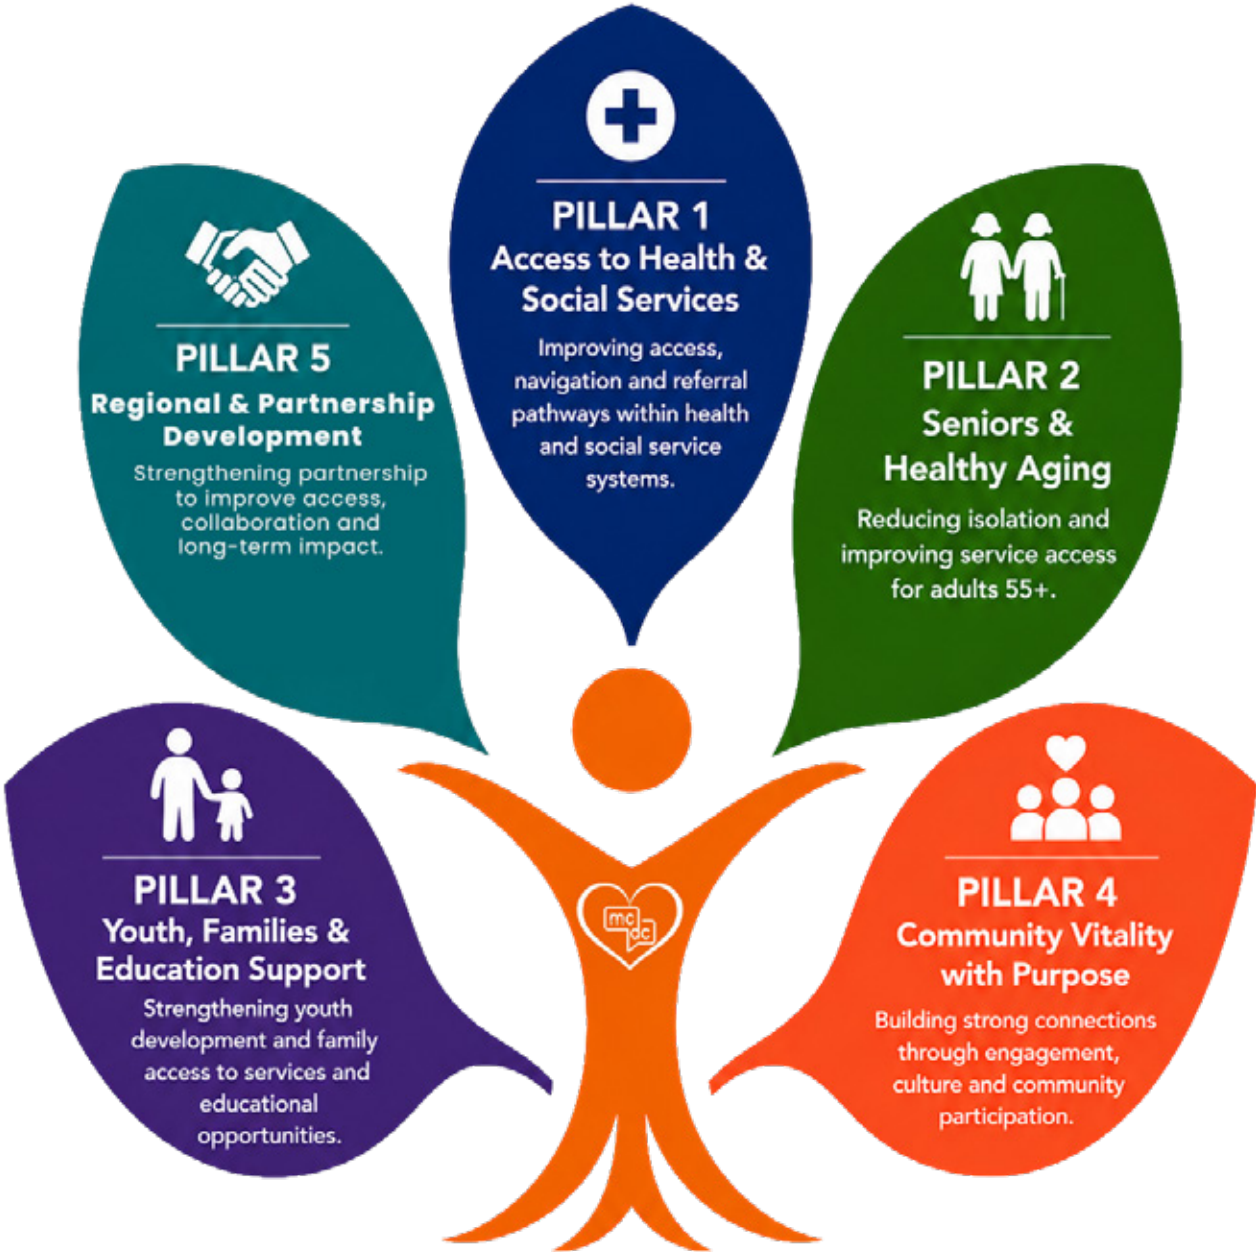 PILLAR 1
Access to Health &
Social Services
Improving access,
navigation and referral
pathways within health
and social service
systems.
PILLAR 2
Seniors &
Healthy Aging
Reducing isolation and
improving service access
for adults 55+.
PILLAR 3
Youth, Families &
Education Support
Strengthening youth
development and family
access to services and
educational
opportunities.
PILLAR 4
Community Vitality
with Purpose
Building strong connections
through engagement,
culture and community
participation.
PILLAR 5
Regional & Partnership
Development
Strengthening partnership
to improve access,
collaboration and
long-term impact.
mc
dc